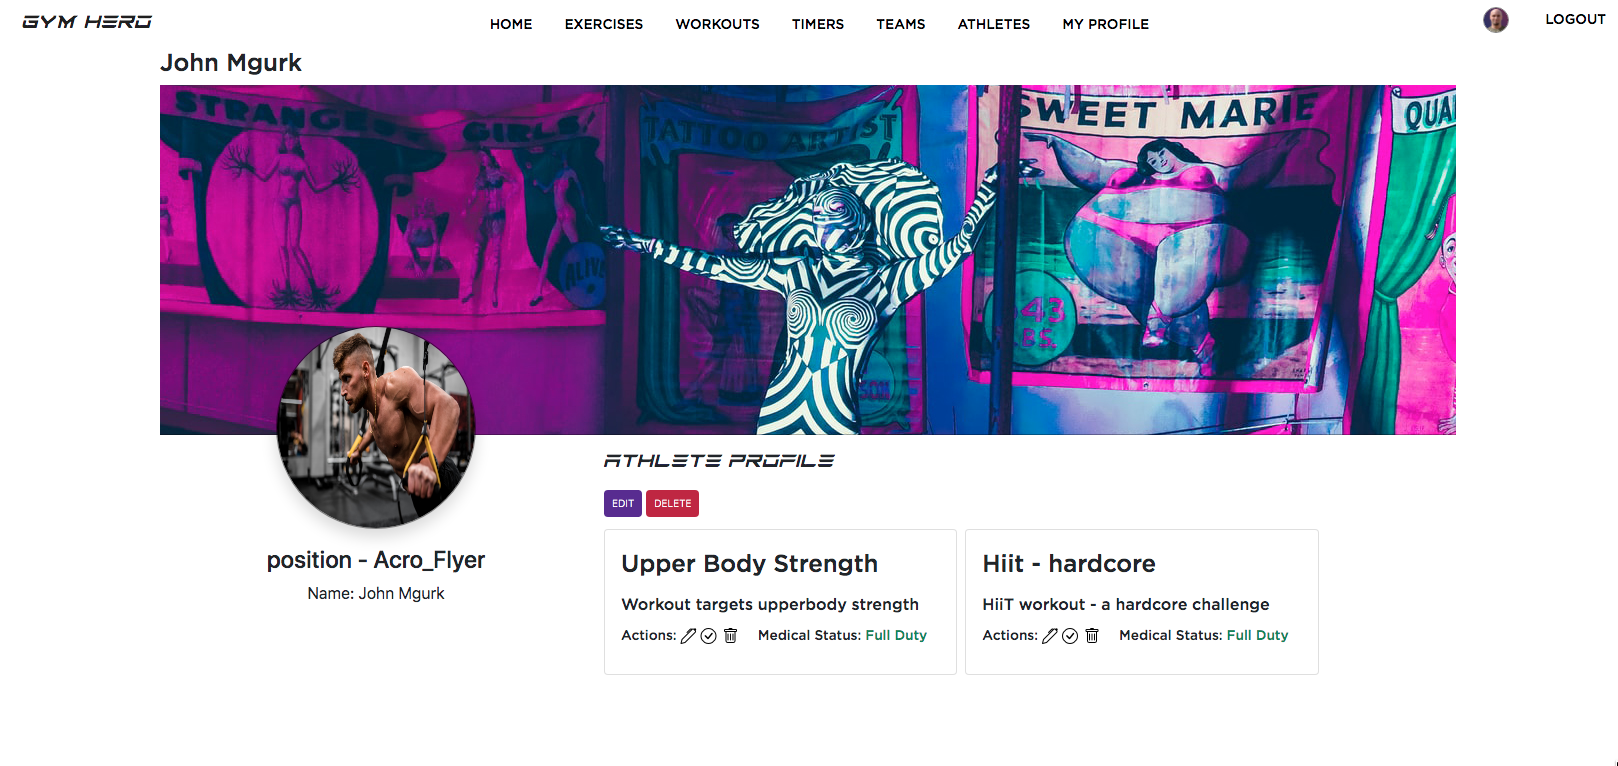 GYM HERO
HOME EXERCISES WORKOUTS TIMERS TEAMS ATHLETES MY PROFILE
LOGOUT
John Mgurk
STRANGE GIRLS
TATTOO ARTIST
SWEET MARIE
ALIVE
43
BS.
ATHLETE PROFILE
EDIT DELETE
position - Acro_Flyer
Name: John Mgurk
Upper Body Strength
Workout targets upperbody strength
Actions: Medical Status: Full Duty
Hiit - hardcore
HiiT workout - a hardcore challenge
Actions: Medical Status: Full Duty